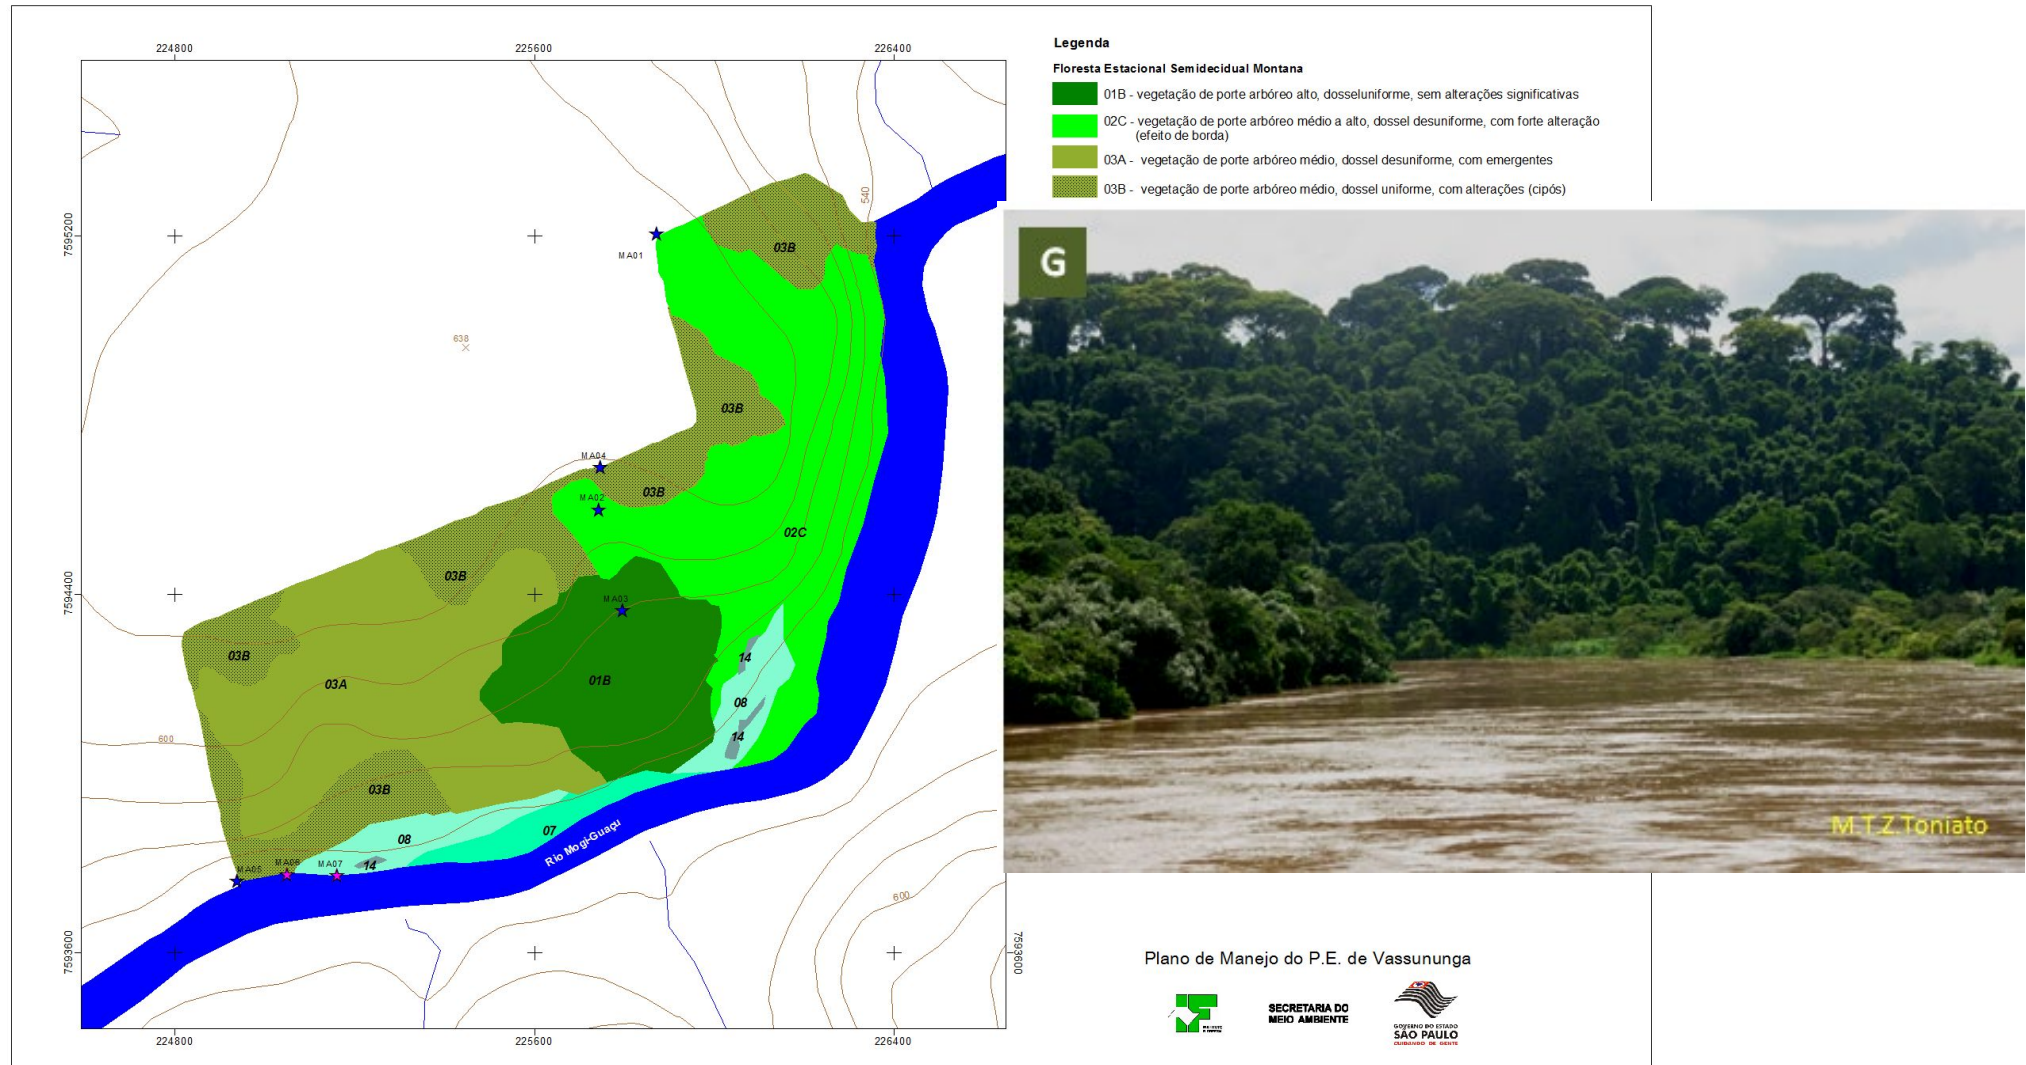 224800
225600
226400
Legenda
Floresta Estacional Semidecidual Montana
01B - vegetação de porte arbóreo alto, dosseluniforme, sem alterações significativas
02C - vegetação de porte arbóreo médio a alto, dossel desuniforme, com forte alteração
(efeito de borda)
03A - vegetação de porte arbóreo médio, dossel desuniforme, com emergentes
03B - vegetação de porte arbóreo médio, dossel uniforme, com alterações (cipós)
7595200
540
MA01
03B
G
638
03B
MA04
03B
MA02
02C
03B
7594400
MA03
03B
14
03A
01B
08
600
14
03B
07
08
Rio Mogi-Guaçu
M.T.Z.Toniato
MA05
MA06
MA07
14
600
7593600
7593600
Plano de Manejo do P.E. de Vassununga
SECRETARIA DO
MEIO AMBIENTE
GOVERNO DO ESTADO
SÃO PAULO
CUIDANDO DE GENTE
224800
225600
226400